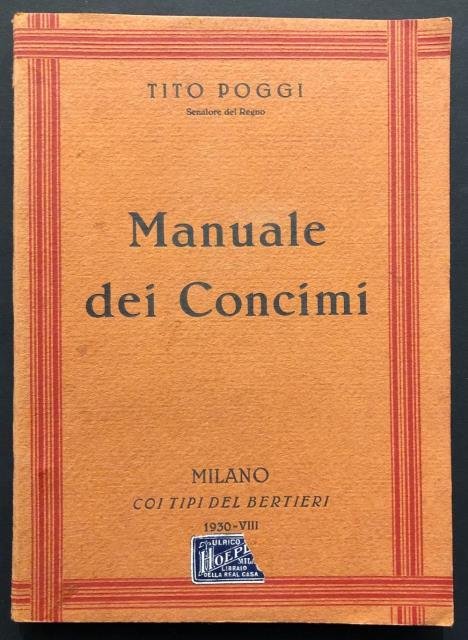 TITO POGGI
Senatore del Regno
Manuale
dei Concimi
MILANO
COI TIPI DEL BERTIERI
1930-VIII
ULRICO
LIBRAIO
DELLA REAL CASA